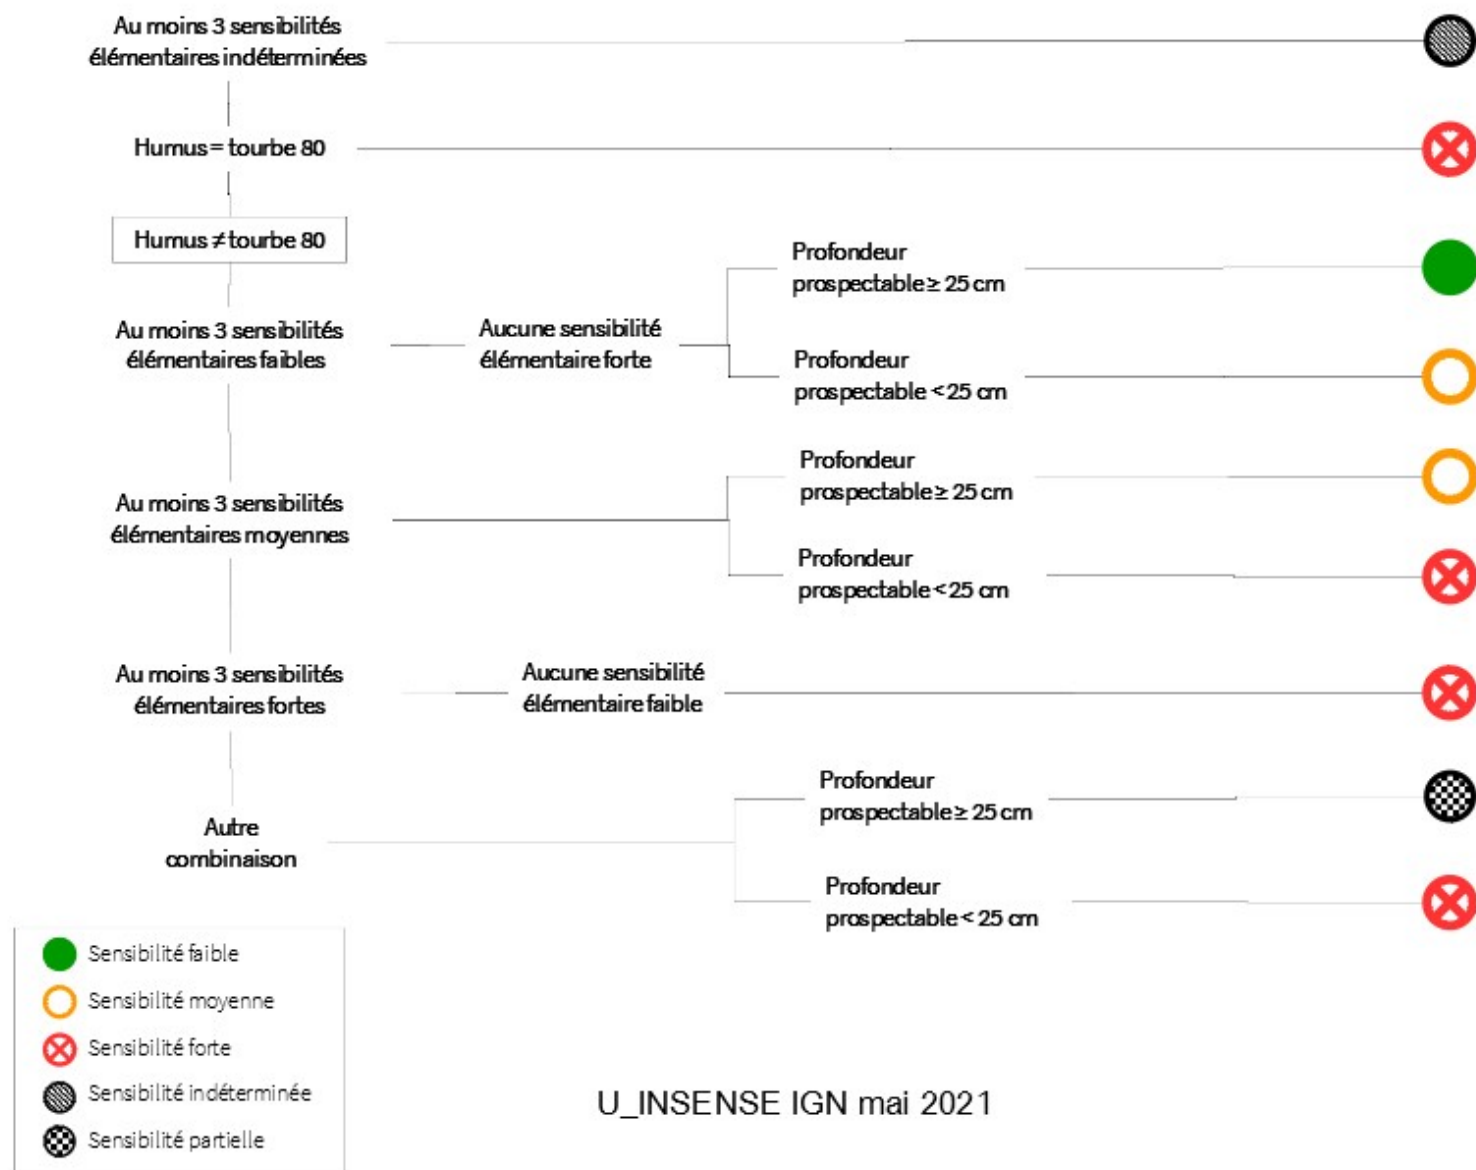 Au moins 3 sensibilités
élémentaires indéterminées
Humus = tourbe 80
Humus ≠ tourbe 80
Au moins 3 sensibilités
élémentaires faibles
Aucune sensibilité
élémentaire forte
Profondeur
prospectable ≥ 25 cm
Profondeur
prospectable < 25 cm
Au moins 3 sensibilités
élémentaires moyennes
Profondeur
prospectable ≥ 25 cm
Profondeur
prospectable < 25 cm
Au moins 3 sensibilités
élémentaires fortes
Aucune sensibilité
élémentaire faible
Autre
combinaison
Profondeur
prospectable ≥ 25 cm
Profondeur
prospectable < 25 cm
Sensibilité faible
Sensibilité moyenne
Sensibilité forte
Sensibilité indéterminée
Sensibilité partielle
U_INSENSE IGN mai 2021